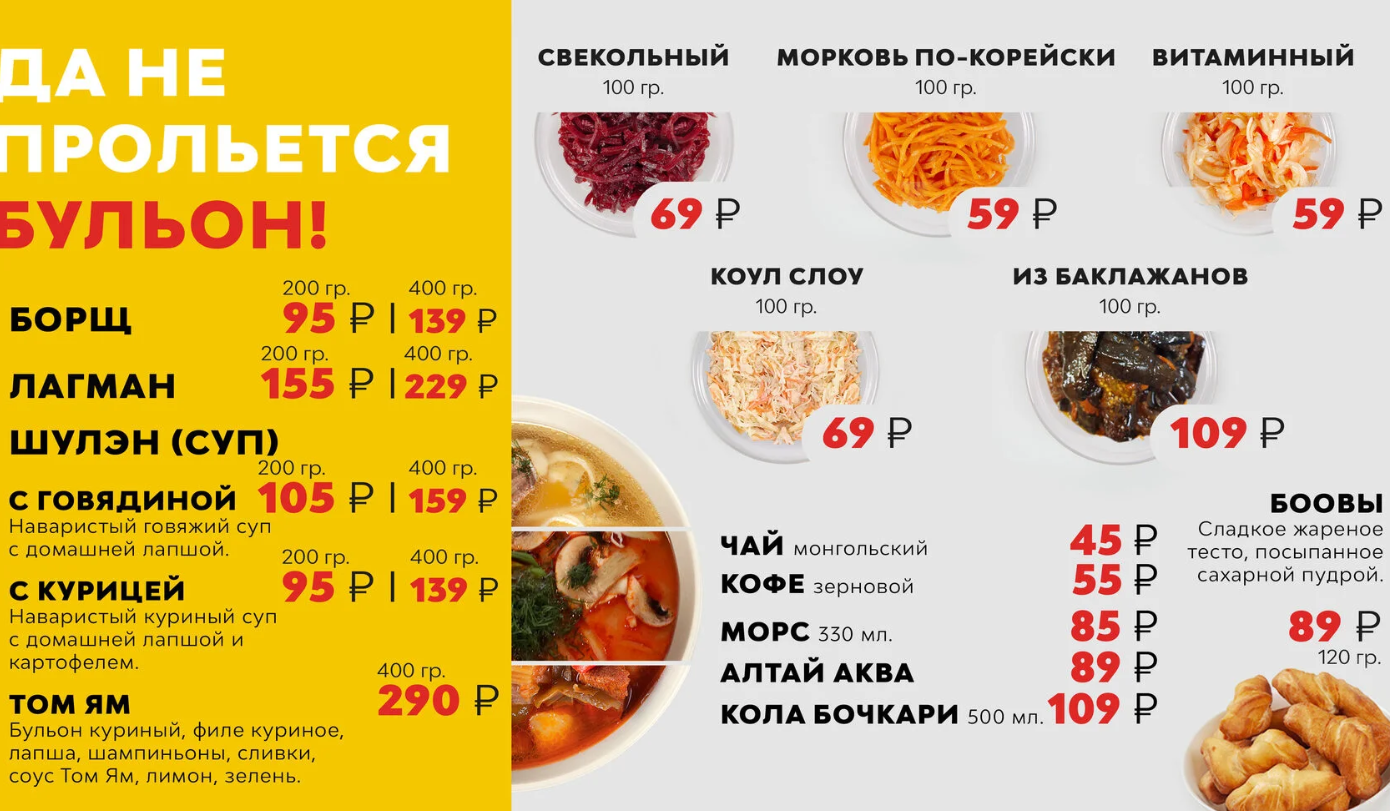 ДА НЕ
ПРОЛЬЕТСЯ
БУЛЬОН!
200 гр. 400 гр.
БОРЩ 95 ₽ | 139 ₽
200 гр. 400 гр.
ЛАГМАН 155 ₽ | 229 ₽
ШУЛЭН (СУП)
200 гр. 400 гр.
С ГОВЯДИНОЙ 105 ₽ | 159 ₽
Наваристый говяжий суп
с домашней лапшой.
200 гр. 400 гр.
С КУРИЦЕЙ 95 ₽ | 139 ₽
Наваристый куриный суп
с домашней лапшой и
картофелем.
400 гр.
ТОМ ЯМ 290 ₽
Бульон куриный, филе куриное,
лапша, шампиньоны, сливки,
соус Том Ям, лимон, зелень.
СВЕКОЛЬНЫЙ
100 гр.
69 ₽
МОРКОВЬ ПО-КОРЕЙСКИ
100 гр.
59 ₽
ВИТАМИННЫЙ
100 гр.
59 ₽
КОУЛ СЛОУ
100 гр.
69 ₽
ИЗ БАКЛАЖАНОВ
100 гр.
109 ₽
ЧАЙ монгольский 45 ₽
КОФЕ зерновой 55 ₽
МОРС 330 мл. 85 ₽
АЛТАЙ АКВА 89 ₽
КОЛА БОЧКАРИ 500 мл. 109 ₽
БООВЫ
Сладкое жареное
тесто, посыпанное
сахарной пудрой.
89 ₽
120 гр.